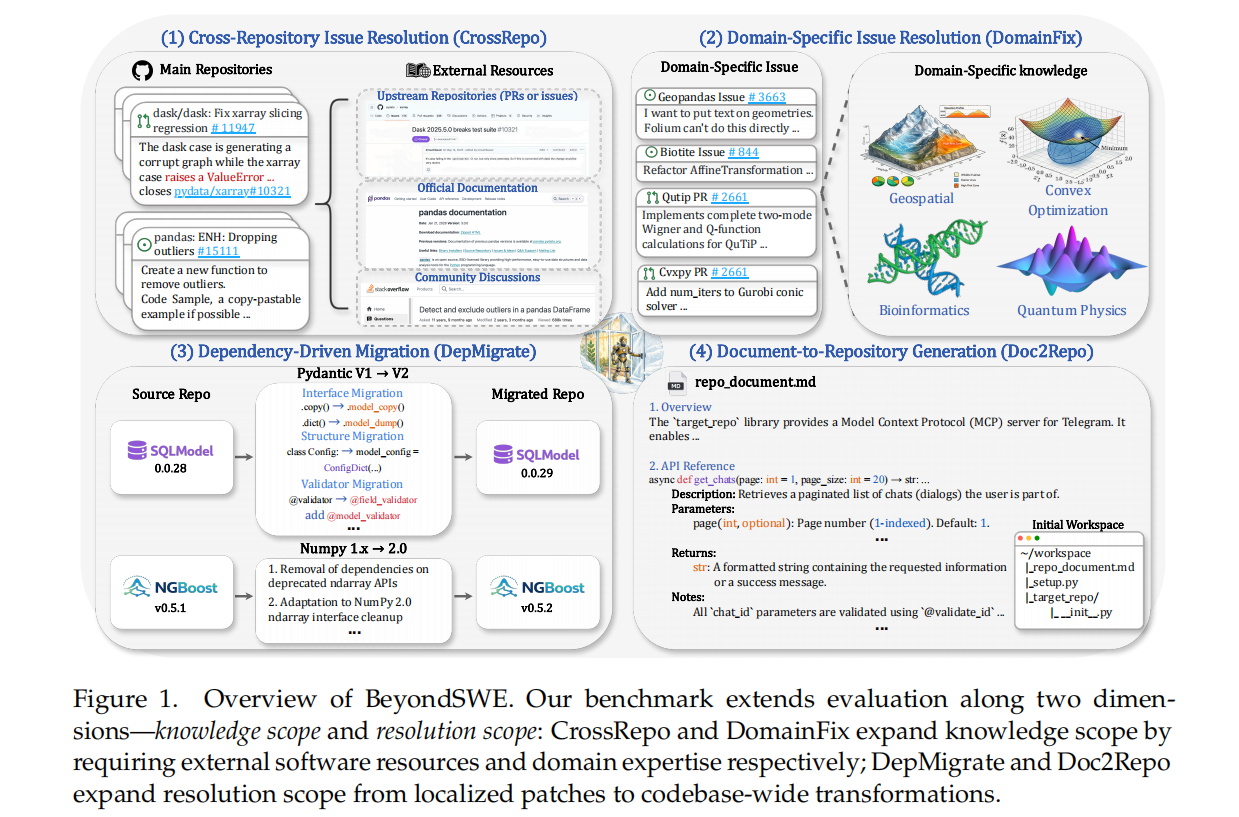 (1) Cross-Repository Issue Resolution (CrossRepo)
Main Repositories
dask/dask: Fix xarray slicing
regression # 11947
The dask case is generating a
corrupt graph while the xarray
case raises a ValueError ...
closes pydata/xarray#10321
pandas: ENH: Dropping
outliers #15111
Create a new function to
remove outliers.
Code Sample, a copy-pastable
example if possible ...
External Resources
Upstream Repositories (PRs or issues)
Dask 2025.5.0 breaks test suite #10321
Official Documentation
pandas
pandas documentation
Community Discussions
stackoverflow
Products
Search...
Home
Questions
Detect and exclude outliers in a pandas DataFrame
(2) Domain-Specific Issue Resolution (DomainFix)
Domain-Specific Issue
Geopandas Issue # 3663
I want to put text on geometries.
Folium can't do this directly ...
Biotite Issue # 844
Refactor AffineTransformation ...
Qutip PR # 2661
Implements complete two-mode
Wigner and Q-function
calculations for QuTiP ...
Cvxpy PR # 2661
Add num_iters to Gurobi conic
solver ...
Domain-Specific knowledge
Minimum
Geospatial
Convex
Optimization
Bioinformatics
Quantum Physics
(3) Dependency-Driven Migration (DepMigrate)
Pydantic V1 → V2
Source Repo
Migrated Repo
Interface Migration
.copy() → .model_copy()
.dict() → .model_dump()
Structure Migration
class Config: → model_config =
ConfigDict(...)
Validator Migration
@validator → @field_validator
add @model_validator
...
SQLModel
0.0.28
SQLModel
0.0.29
Numpy 1.x → 2.0
1. Removal of dependencies on
deprecated ndarray APIs
2. Adaptation to NumPy 2.0
ndarray interface cleanup
...
NGBoost
v0.5.1
NGBoost
v0.5.2
(4) Document-to-Repository Generation (Doc2Repo)
MD
repo_document.md
1. Overview
The `target_repo` library provides a Model Context Protocol (MCP) server for Telegram. It
enables ...
2. API Reference
async def get_chats(page: int = 1, page_size: int = 20) → str: ...
Description: Retrieves a paginated list of chats (dialogs) the user is part of.
Parameters:
page(int, optional): Page number (1-indexed). Default: 1.
...
Returns:
str: A formatted string containing the requested information
or a success message.
Notes:
All `chat_id` parameters are validated using `@validate_id` ...
...
Initial Workspace
~/workspace
|_repo_document.md
|_setup.py
|_target_repo/
|___init__.py
Figure 1. Overview of BeyondSWE. Our benchmark extends evaluation along two dimen-
sions—knowledge scope and resolution scope: CrossRepo and DomainFix expand knowledge scope by
requiring external software resources and domain expertise respectively; DepMigrate and Doc2Repo
expand resolution scope from localized patches to codebase-wide transformations.